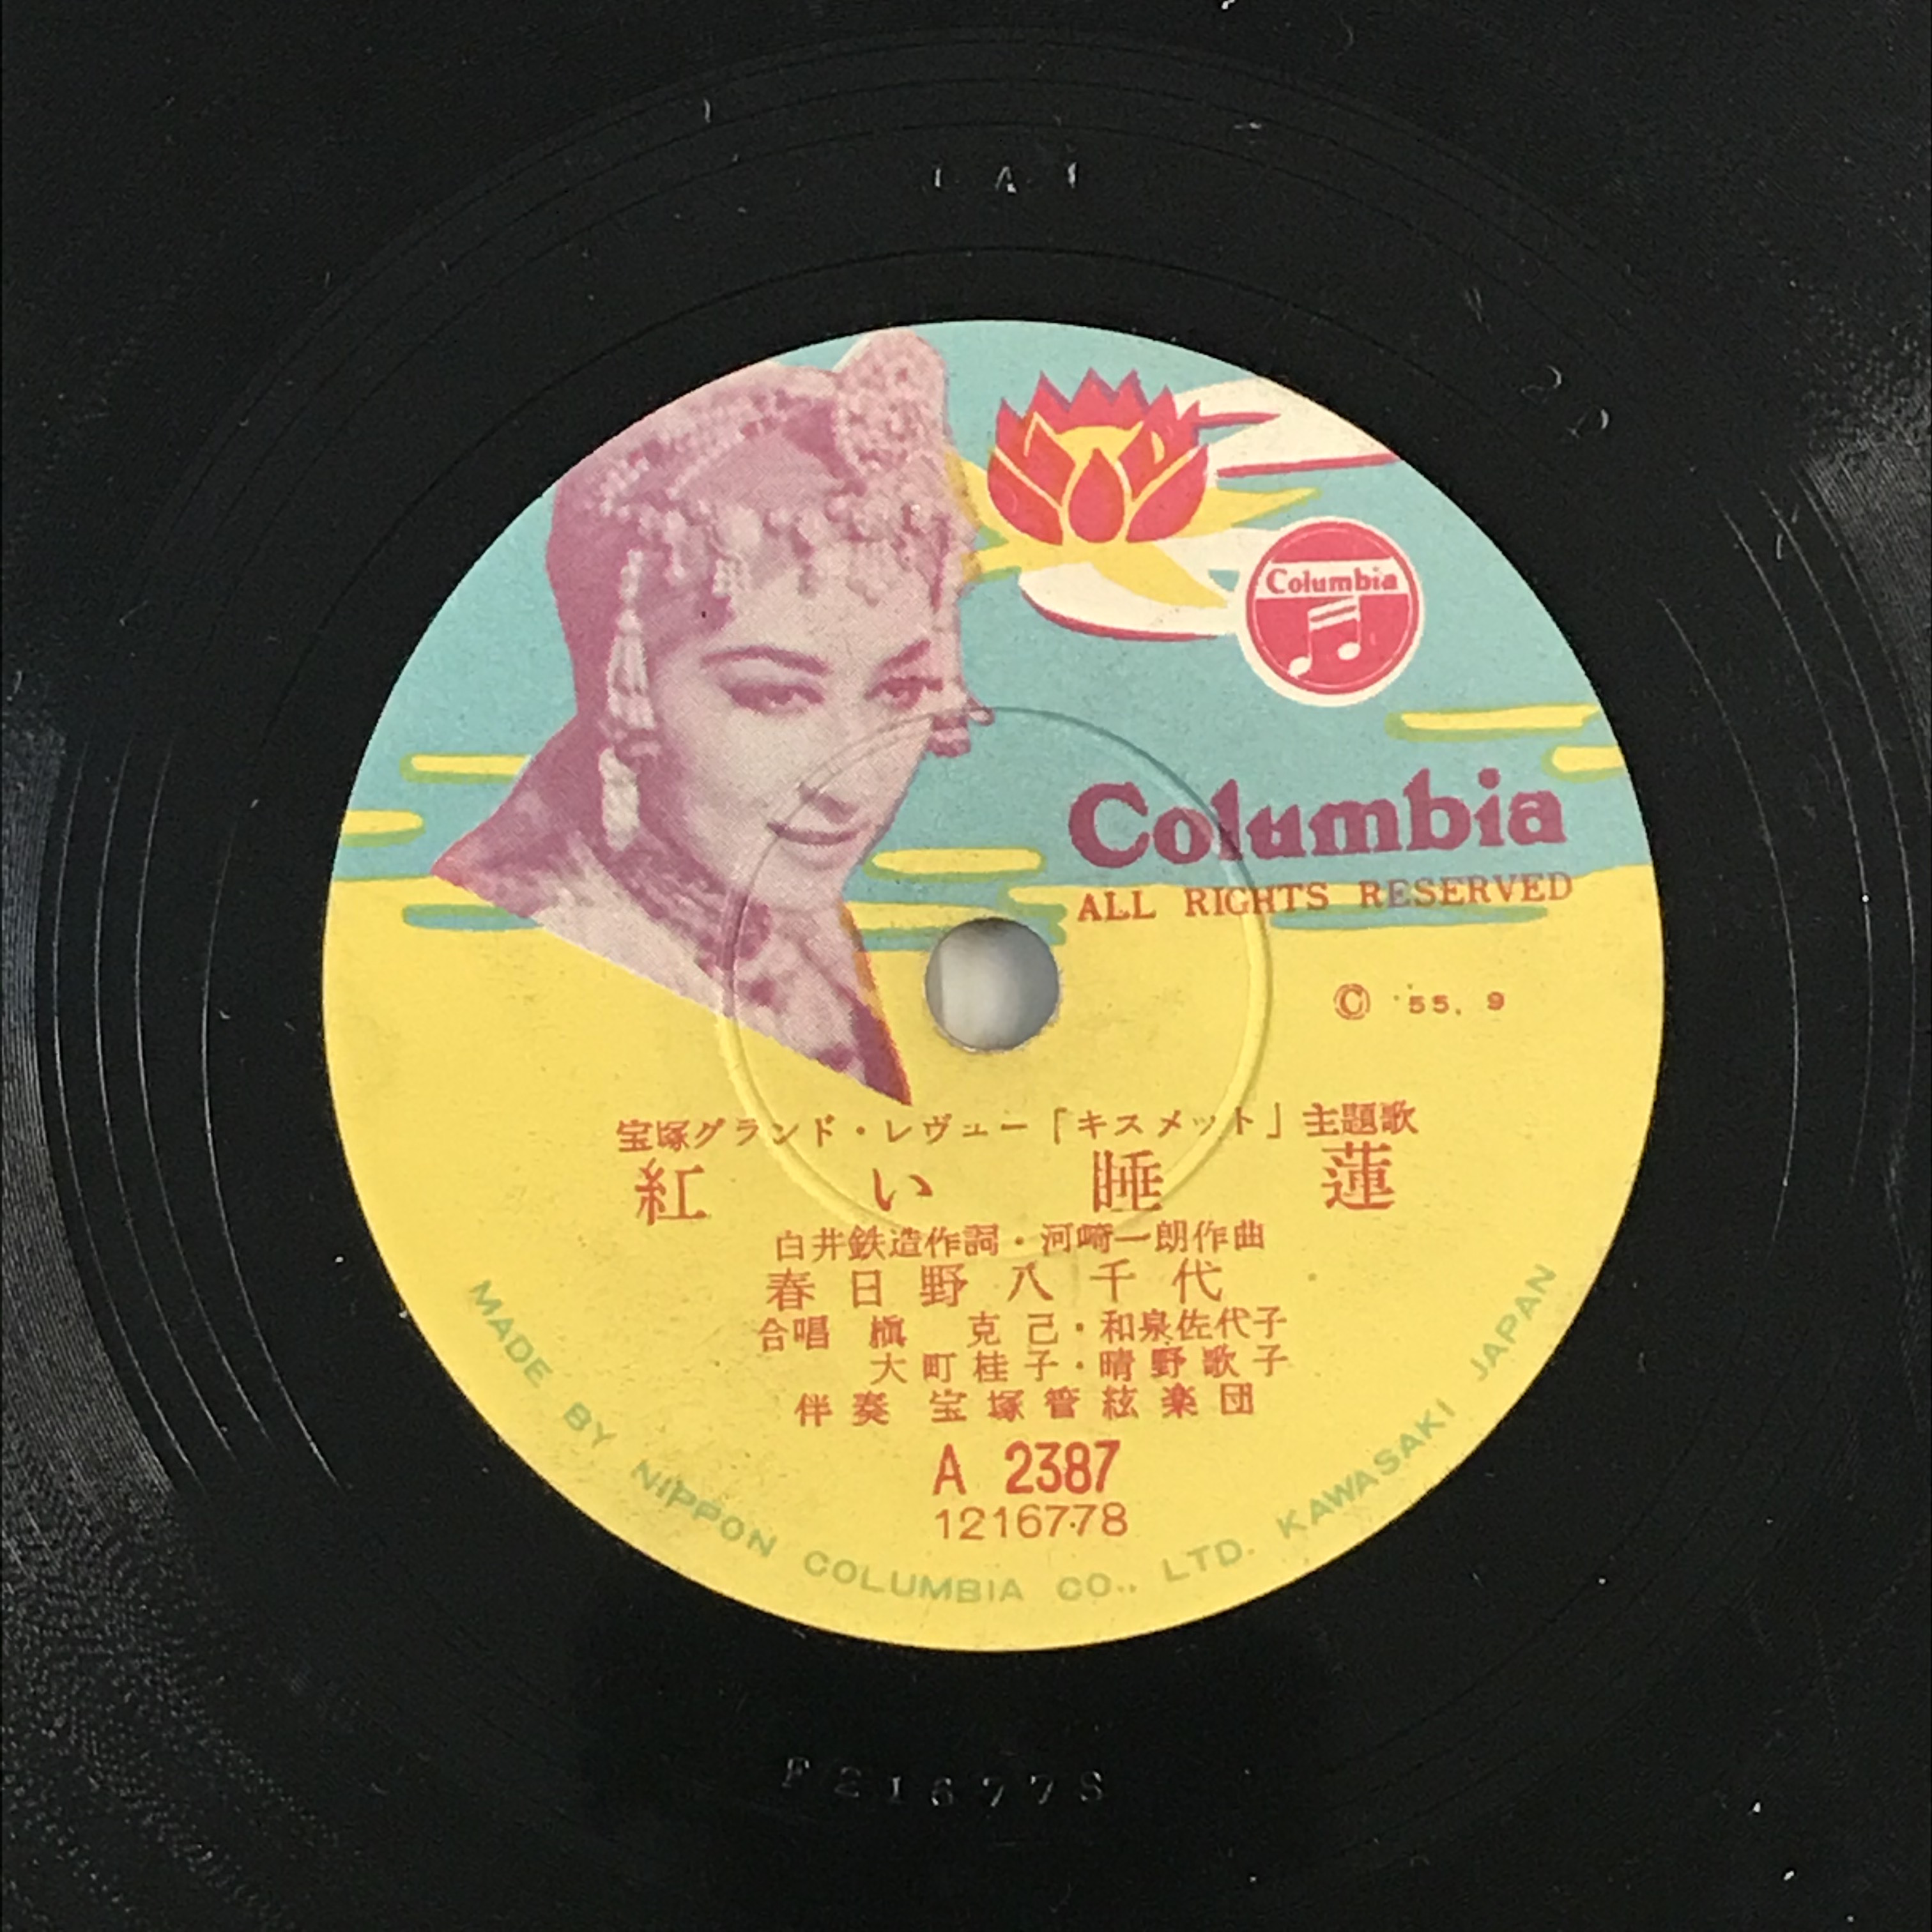 1 A 1
Columbia
Columbia
ALL RIGHTS RESERVED
Ⓒ '55. 9
宝塚グランド・レヴュー「キスメット」主題歌
紅い睡蓮
白井鉄造作詞・河崎一朗作曲
春日野八千代
合唱 槇 克己・和泉佐代子
大町桂子・晴野歌子
伴奏 宝塚管絃楽団
A 2387
1216778
MADE BY NIPPON COLUMBIA CO., LTD. KAWASAKI JAPAN